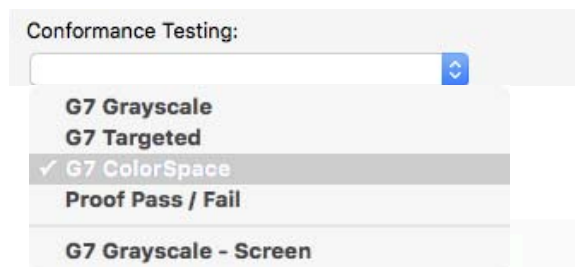 Conformance Testing:
G7 Grayscale
G7 Targeted
✓ G7 ColorSpace
Proof Pass / Fail
G7 Grayscale - Screen